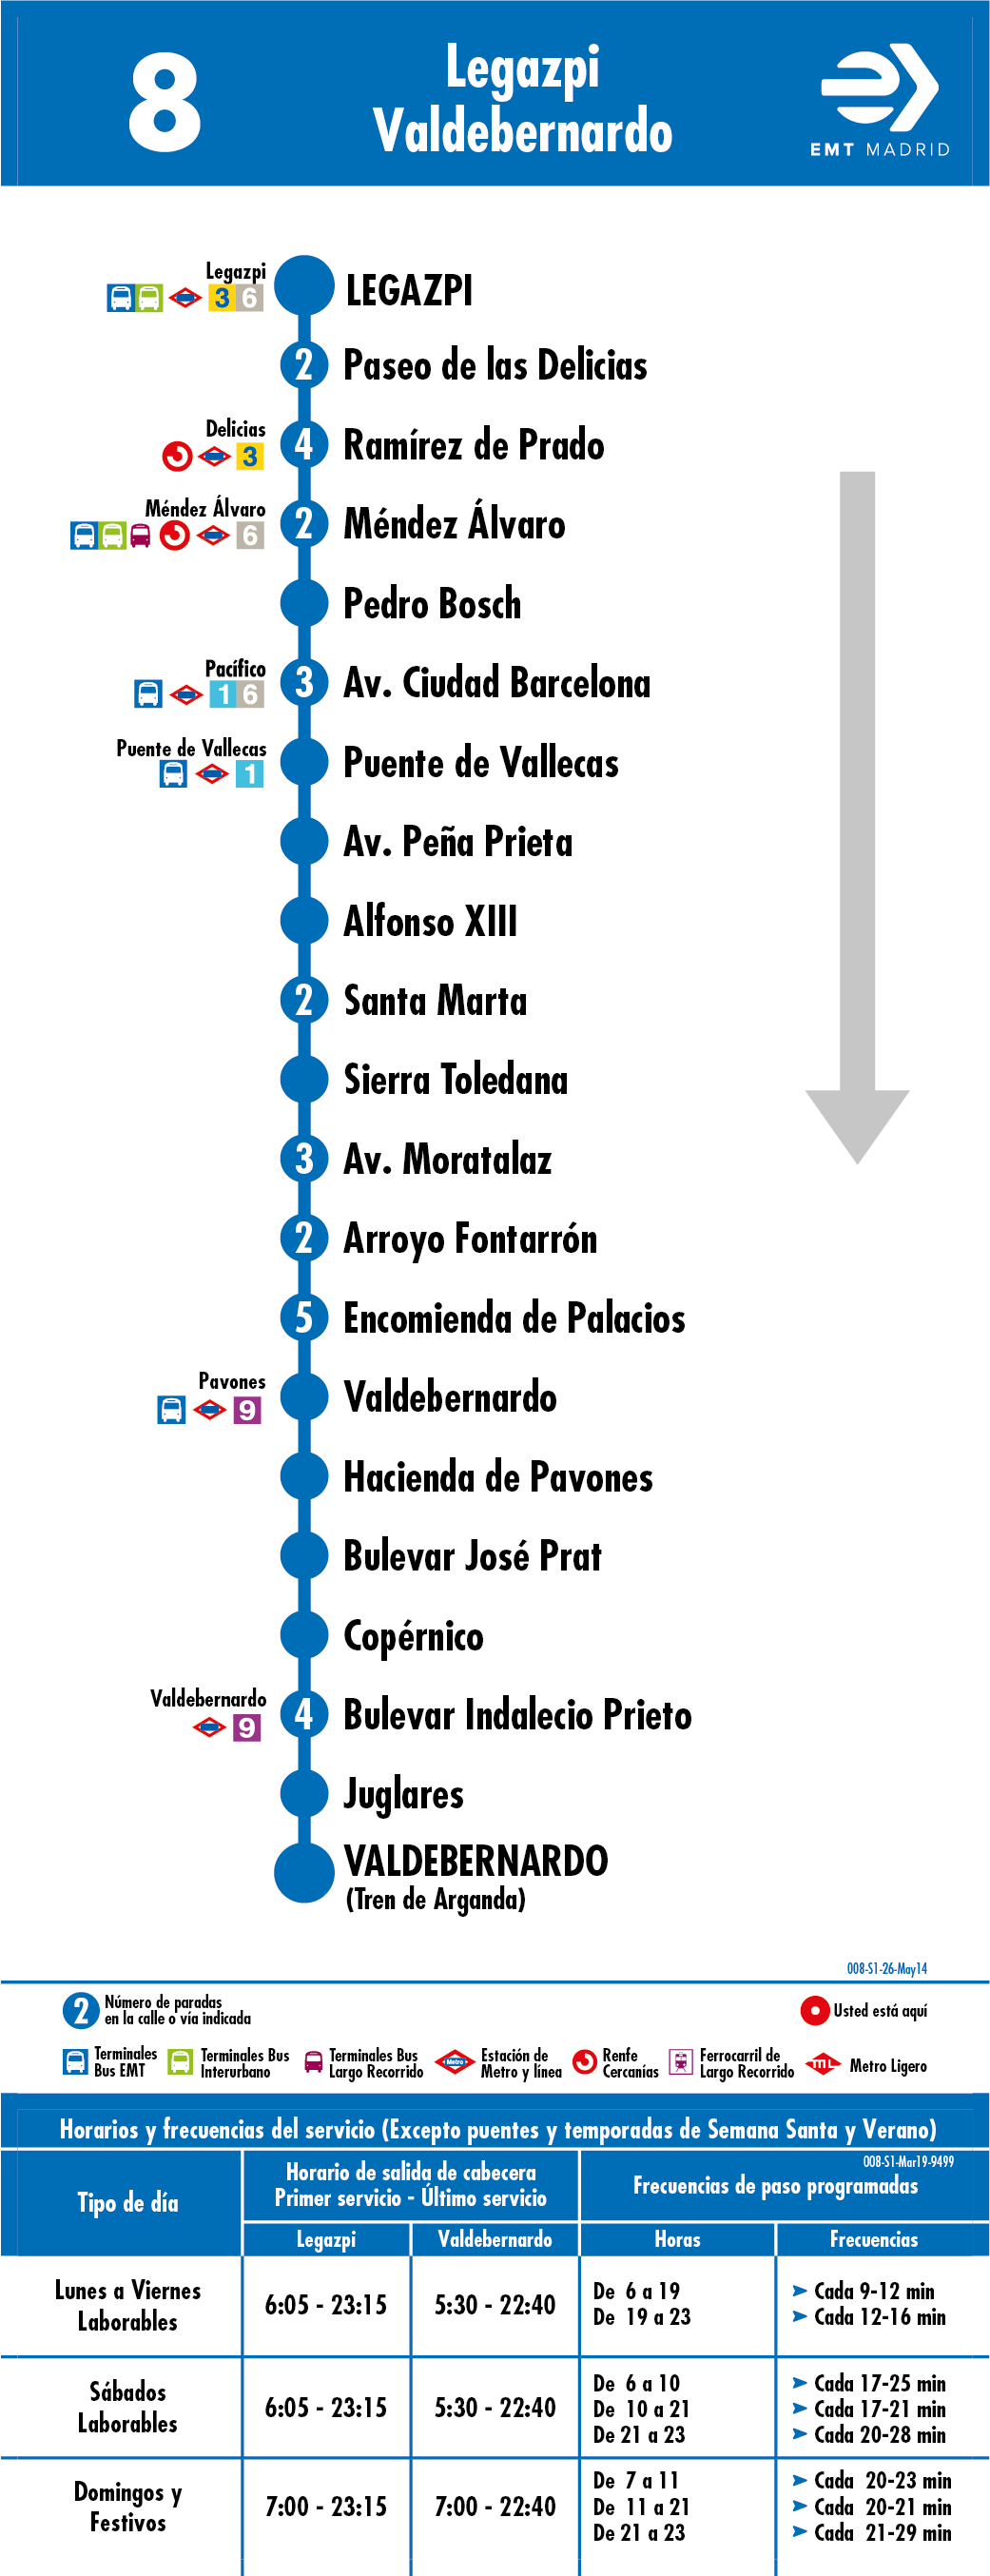 8
Legazpi
Valdebernardo
EMT MADRID
Legazpi
3 6
LEGAZPI
2 Paseo de las Delicias
Delicias
3
4 Ramírez de Prado
Méndez Álvaro
6
2 Méndez Álvaro
Pedro Bosch
Pacífico
1 6
3 Av. Ciudad Barcelona
Puente de Vallecas
1
Puente de Vallecas
Av. Peña Prieta
Alfonso XIII
2 Santa Marta
Sierra Toledana
3 Av. Moratalaz
2 Arroyo Fontarrón
5 Encomienda de Palacios
Pavones
9
Valdebernardo
Hacienda de Pavones
Bulevar José Prat
Copérnico
Valdebernardo
9
4 Bulevar Indalecio Prieto
Juglares
VALDEBERNARDO
(Tren de Arganda)
008-S1-26-May14
2 Número de paradas
en la calle o vía indicada
Usted está aquí
Terminales
Bus EMT
Terminales Bus
Interurbano
Terminales Bus
Largo Recorrido
Metro
Estación de
Metro y línea
Renfe
Cercanías
Ferrocarril de
Largo Recorrido
ML Metro Ligero
Horarios y frecuencias del servicio (Excepto puentes y temporadas de Semana Santa y Verano)
008-S1-Mar19-9499
Tipo de día
Horario de salida de cabecera
Primer servicio - Último servicio
Frecuencias de paso programadas
Legazpi Valdebernardo Horas Frecuencias
Lunes a Viernes
Laborables
6:05 - 23:15 5:30 - 22:40
De 6 a 19 Cada 9-12 min
De 19 a 23 Cada 12-16 min
Sábados
Laborables
6:05 - 23:15 5:30 - 22:40
De 6 a 10 Cada 17-25 min
De 10 a 21 Cada 17-21 min
De 21 a 23 Cada 20-28 min
Domingos y
Festivos
7:00 - 23:15 7:00 - 22:40
De 7 a 11 Cada 20-23 min
De 11 a 21 Cada 20-21 min
De 21 a 23 Cada 21-29 min